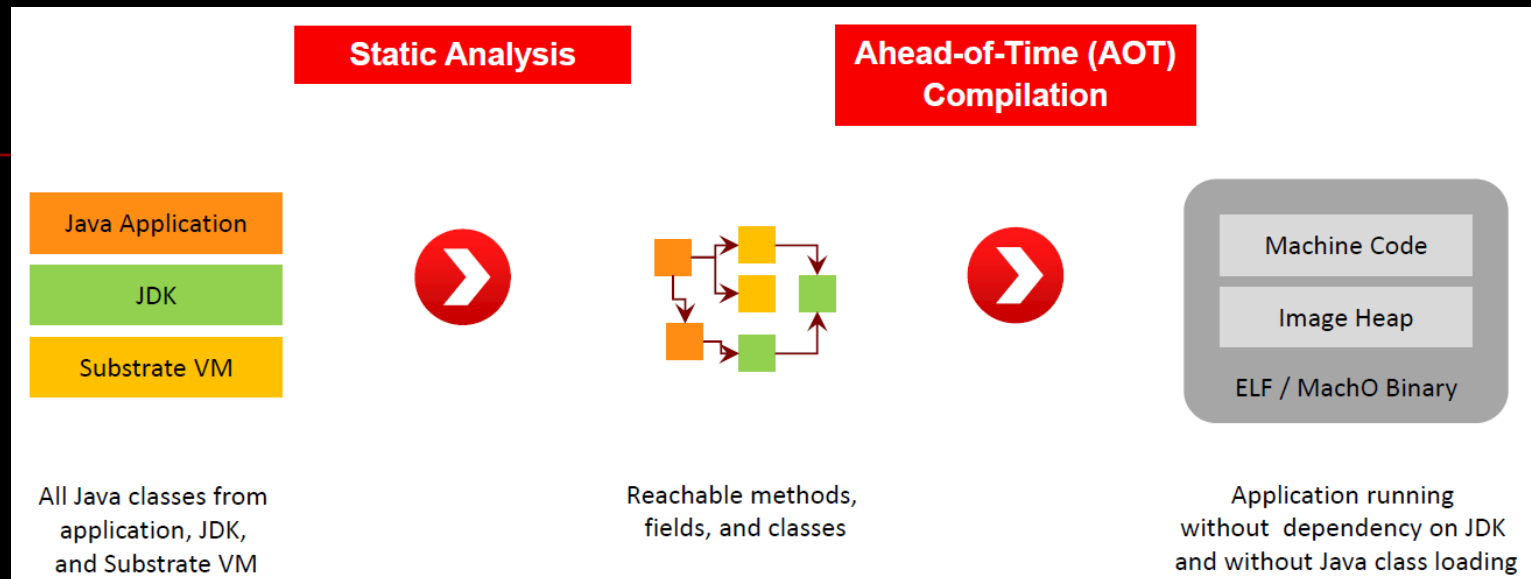 Static Analysis
Ahead-of-Time (AOT)
Compilation
Java Application
JDK
Substrate VM
Machine Code
Image Heap
ELF / MachO Binary
All Java classes from
application, JDK,
and Substrate VM
Reachable methods,
fields, and classes
Application running
without dependency on JDK
and without Java class loading